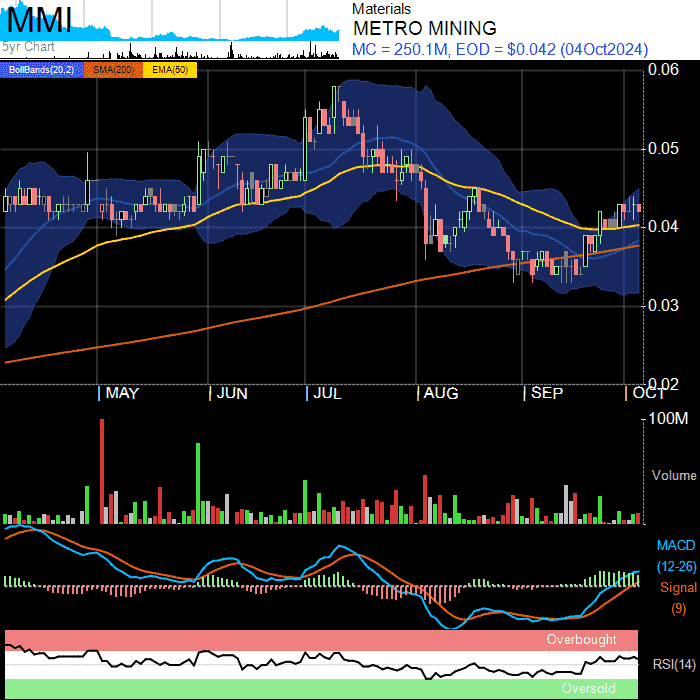 MMI
5yr Chart
Materials
METRO MINING
MC = 250.1M, EOD = $0.042 (04Oct2024)
BollBands(20,2) SMA(200) EMA(50)
0.06
0.05
0.04
0.03
0.02
MAY JUN JUL AUG SEP OCT
100M
Volume
MACD
(12-26)
Signal
(9)
Overbought
RSI(14)
Oversold